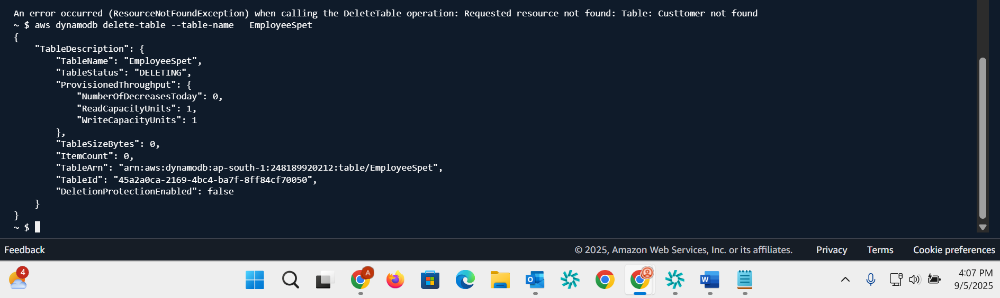 An error occurred (ResourceNotFoundException) when calling the DeleteTable operation: Requested resource not found: Table: Custtomer not found
~ $ aws dynamodb delete-table --table-name   EmployeeSpet
{
    "TableDescription": {
        "TableName": "EmployeeSpet",
        "TableStatus": "DELETING",
        "ProvisionedThroughput": {
            "NumberOfDecreasesToday": 0,
            "ReadCapacityUnits": 1,
            "WriteCapacityUnits": 1
        },
        "TableSizeBytes": 0,
        "ItemCount": 0,
        "TableArn": "arn:aws:dynamodb:ap-south-1:248189920212:table/EmployeeSpet",
        "TableId": "45a2a0ca-2169-4bc4-ba7f-8ff84cf70050",
        "DeletionProtectionEnabled": false
    }
}
~ $
Feedback © 2025, Amazon Web Services, Inc. or its affiliates. Privacy Terms Cookie preferences
4 A O W 4:07 PM
9/5/2025